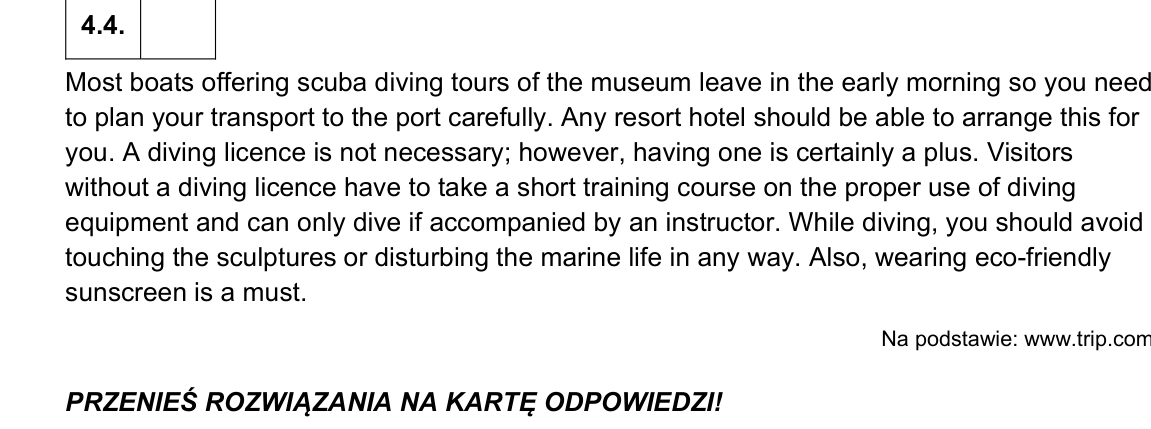 4.4.
Most boats offering scuba diving tours of the museum leave in the early morning so you need
to plan your transport to the port carefully. Any resort hotel should be able to arrange this for
you. A diving licence is not necessary; however, having one is certainly a plus. Visitors
without a diving licence have to take a short training course on the proper use of diving
equipment and can only dive if accompanied by an instructor. While diving, you should avoid
touching the sculptures or disturbing the marine life in any way. Also, wearing eco-friendly
sunscreen is a must.
Na podstawie: www.trip.com
PRZENIEŚ ROZWIĄZANIA NA KARTĘ ODPOWIEDZI!